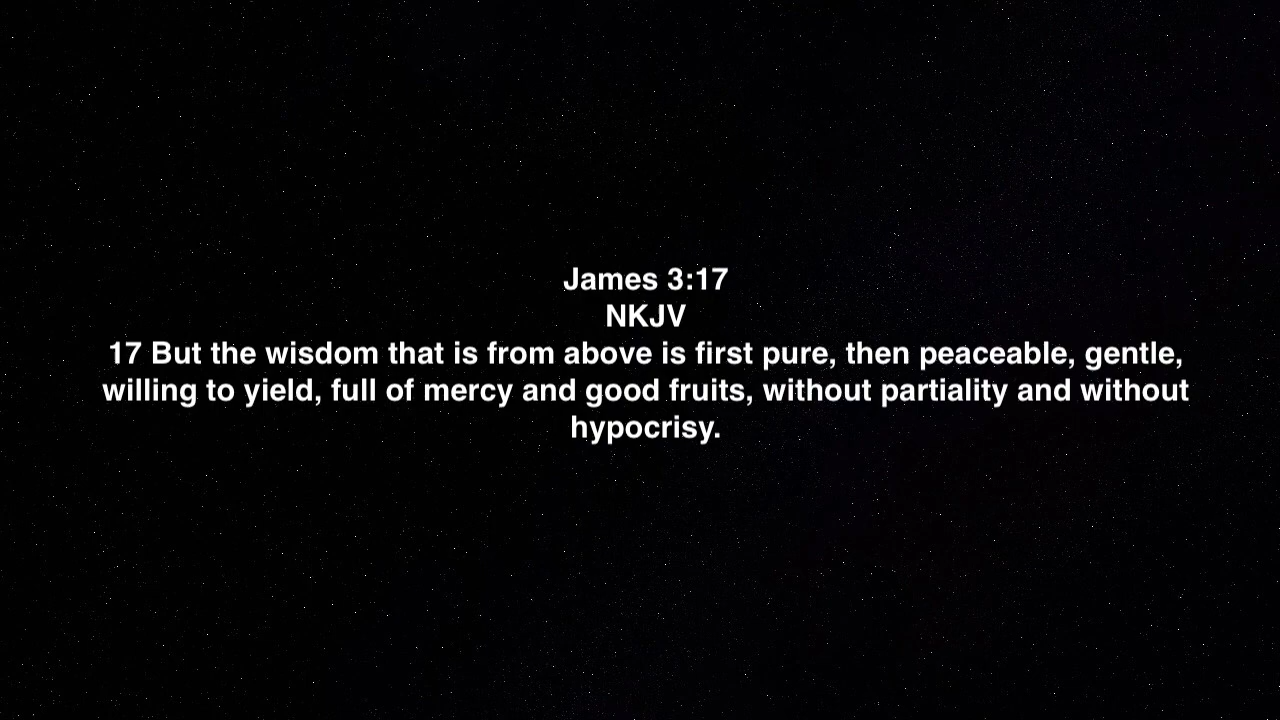 James 3:17
NKJV
17 But the wisdom that is from above is first pure, then peaceable, gentle,
willing to yield, full of mercy and good fruits, without partiality and without
hypocrisy.